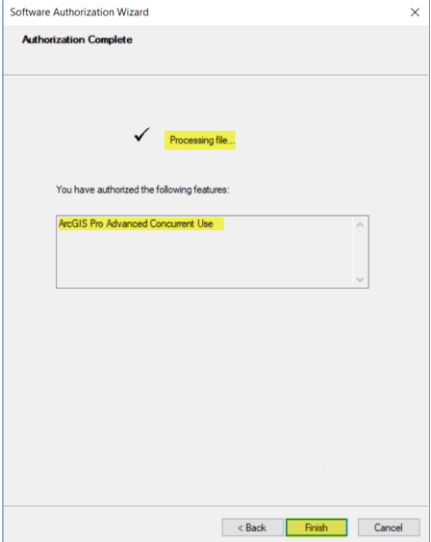 Software Authorization Wizard
Authorization Complete
Processing file...
You have authorized the following features:
ArcGIS Pro Advanced Concurrent Use
< Back Finish Cancel